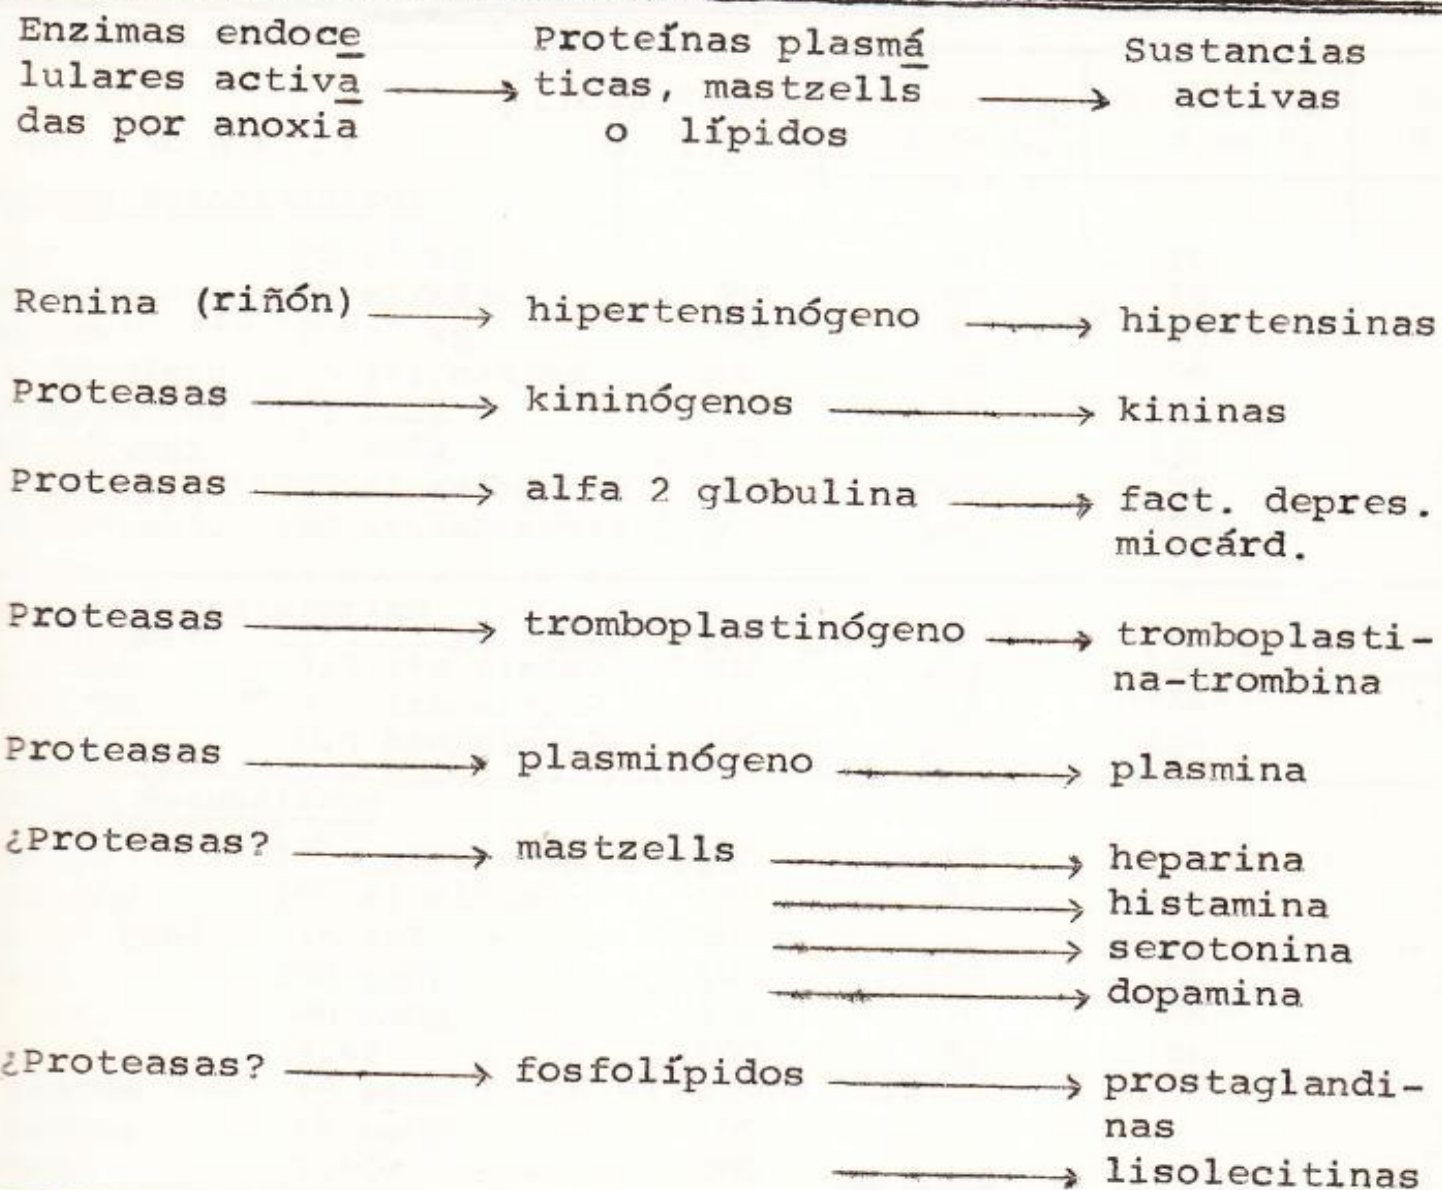 Enzimas endoce Proteínas plasmá Sustancias
lulares activa → ticas, mastzells → activas
das por anoxia o lípidos
Renina (riñón) → hipertensinógeno → hipertensinas
Proteasas → kininógenos → kininas
Proteasas → alfa 2 globulina → fact. depres.
miocárd.
Proteasas → tromboplastinógeno → tromboplasti-
na-trombina
Proteasas → plasminógeno → plasmina
¿Proteasas? → mastzells → heparina
→ histamina
→ serotonina
→ dopamina
¿Proteasas? → fosfolípidos → prostaglandi-
nas
→ lisolecitinas